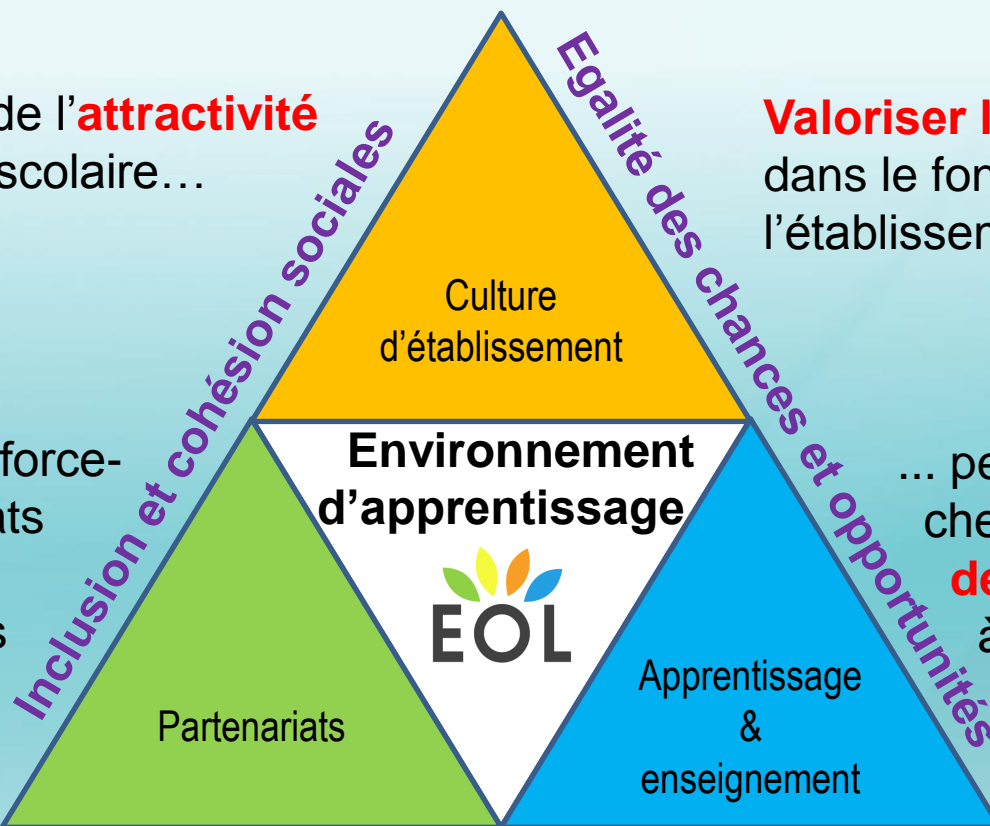 de l’attractivité
scolaire…
Inclusion et cohésion sociales
Egalité des chances et opportunités
Valoriser l
dans le fon
l’établissem
Culture
d’établissement
force-
ats
s
Environnement
d’apprentissage
EOL
... pe
che
de
à
Partenariats
Apprentissage
&
enseignement